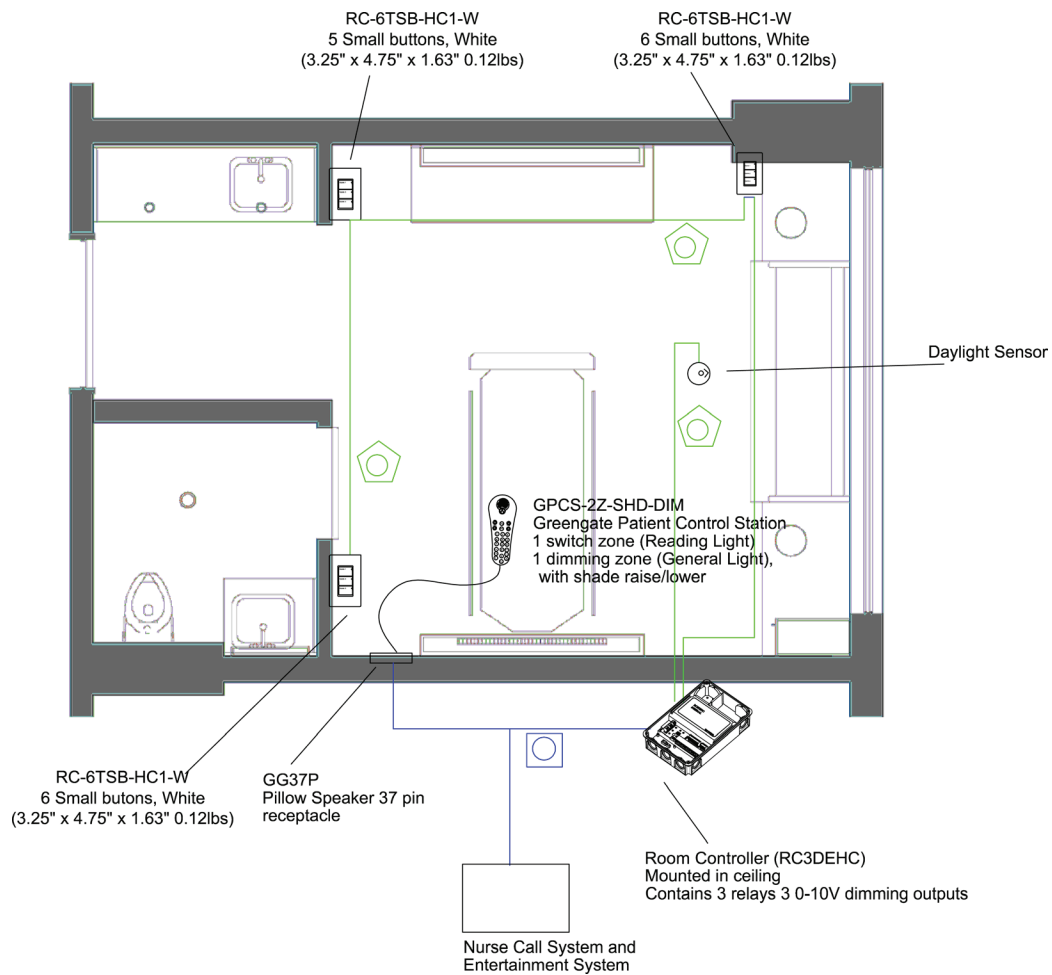 RC-6TSB-HC1-W
5 Small buttons, White
(3.25" x 4.75" x 1.63" 0.12lbs)
RC-6TSB-HC1-W
6 Small buttons, White
(3.25" x 4.75" x 1.63" 0.12lbs)
Daylight Sensor
GPCS-2Z-SHD-DIM
Greengate Patient Control Station
1 switch zone (Reading Light)
1 dimming zone (General Light),
with shade raise/lower
RC-6TSB-HC1-W
6 Small butons, White
(3.25" x 4.75" x 1.63" 0.12lbs)
GG37P
Pillow Speaker 37 pin
receptacle
Room Controller (RC3DEHC)
Mounted in ceiling
Contains 3 relays 3 0-10V dimming outputs
Nurse Call System and
Entertainment System